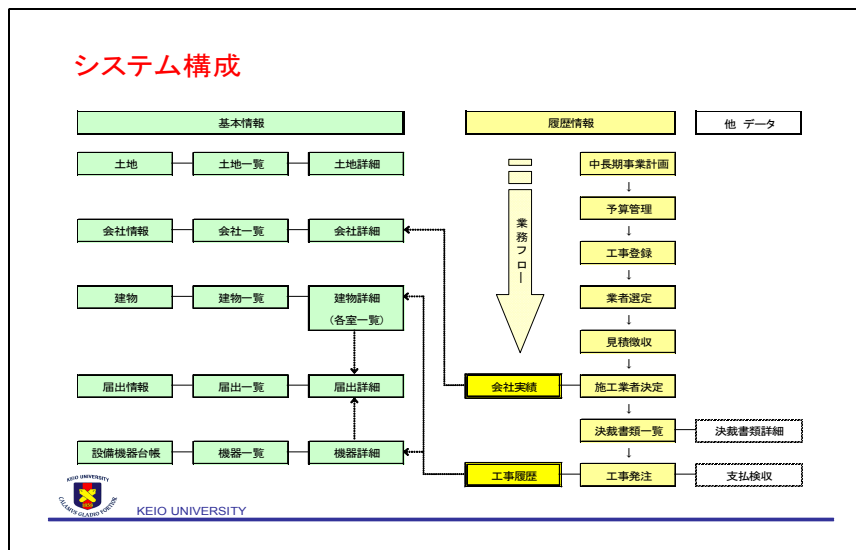 システム構成
基本情報
履歴情報
他 データ
土地
土地一覧
土地詳細
中長期事業計画
↓
予算管理
会社情報
会社一覧
会社詳細
↓
工事登録
業務フロー
↓
建物
建物一覧
建物詳細
(各室一覧)
業者選定
↓
見積徴収
↓
届出情報
届出一覧
届出詳細
会社実績
施工業者決定
↓
決裁書類一覧
決裁書類詳細
↓
設備機器台帳
機器一覧
機器詳細
工事履歴
工事発注
支払検収
KEIO UNIVERSITY
1858
CALAMVS GLADIO FORTIOR
KEIO UNIVERSITY